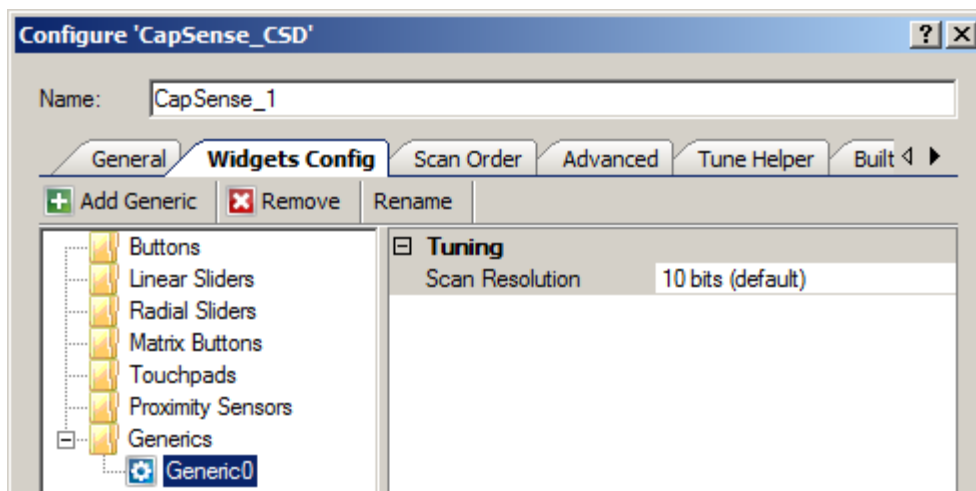 Configure 'CapSense_CSD'
Name: CapSense_1
General Widgets Config Scan Order Advanced Tune Helper Built
Add Generic Remove Rename
Buttons
Linear Sliders
Radial Sliders
Matrix Buttons
Touchpads
Proximity Sensors
Generics
Generic0
Tuning
Scan Resolution 10 bits (default)